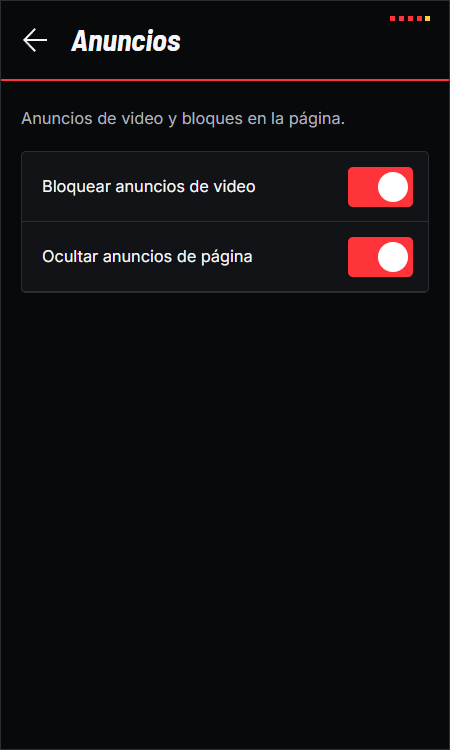 Anuncios
Anuncios de video y bloques en la página.
Bloquear anuncios de video
Ocultar anuncios de página